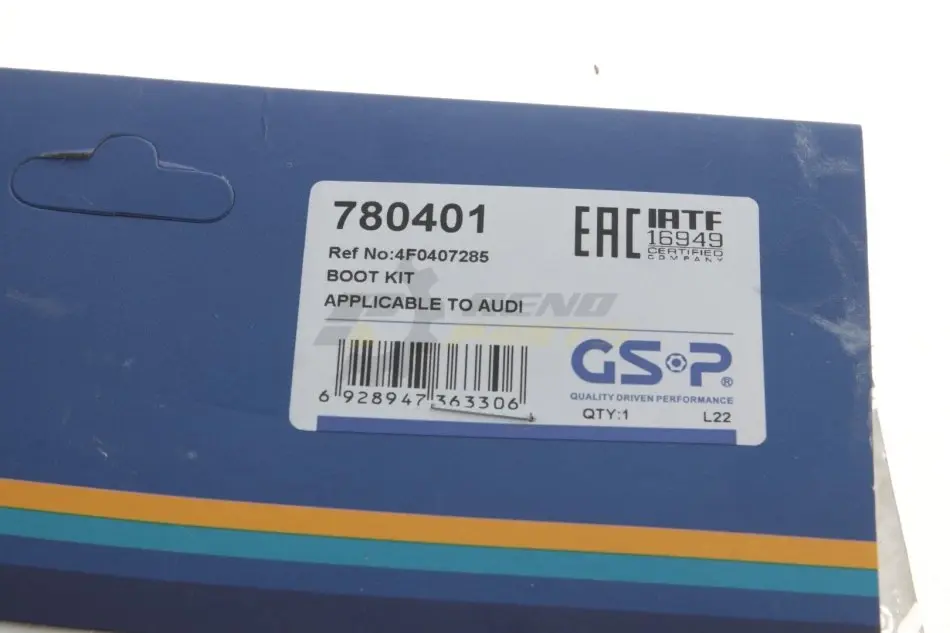 780401
Ref No:4F0407285
BOOT KIT
APPLICABLE TO AUDI
EAC
IATF
16949
CERTIFIED
COMPANY
6 928947 363306
GSP®
QUALITY DRIVEN PERFORMANCE
QTY:1 L22